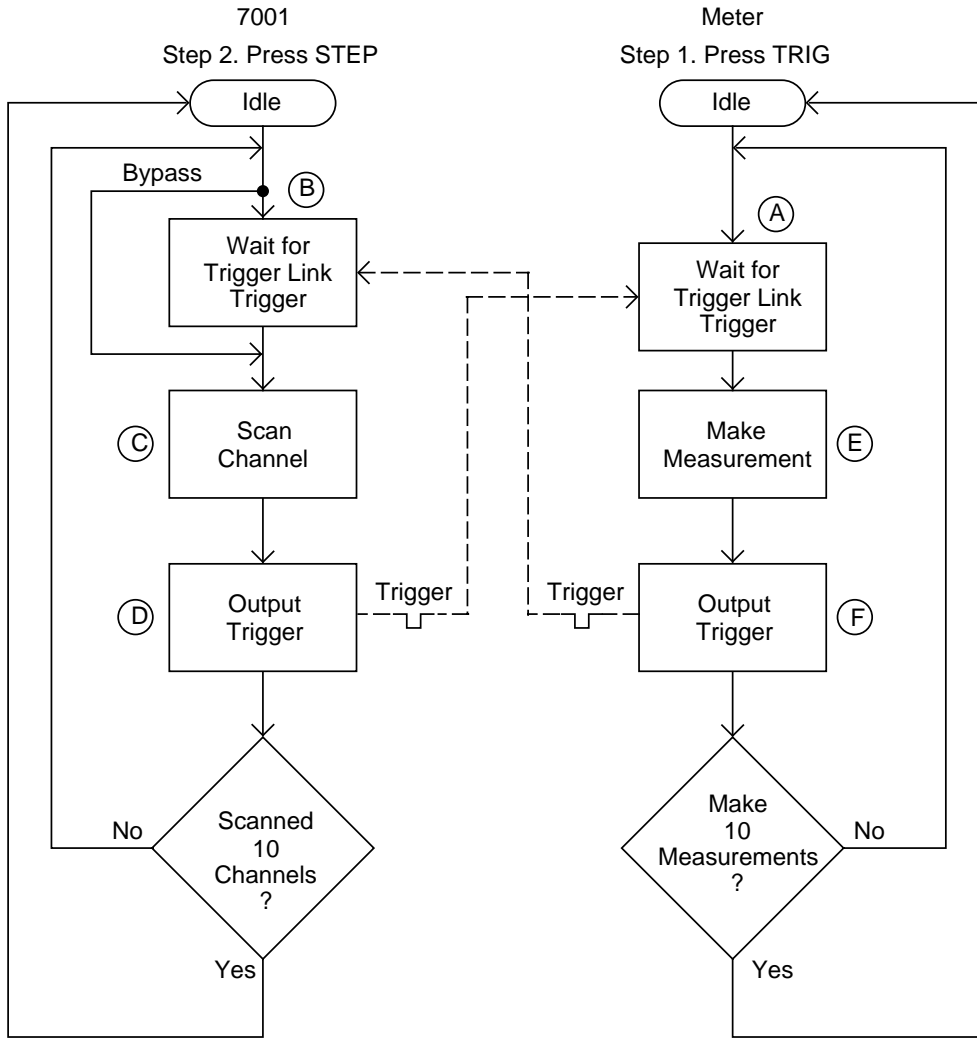 7001
Step 2. Press STEP
Idle
Bypass
B
Wait for
Trigger Link
Trigger
C
Scan
Channel
D
Output
Trigger
Trigger
No
Scanned
10
Channels
?
Yes
Meter
Step 1. Press TRIG
Idle
A
Wait for
Trigger Link
Trigger
Make
Measurement
E
Trigger
Output
Trigger
F
Make
10
Measurements
?
No
Yes